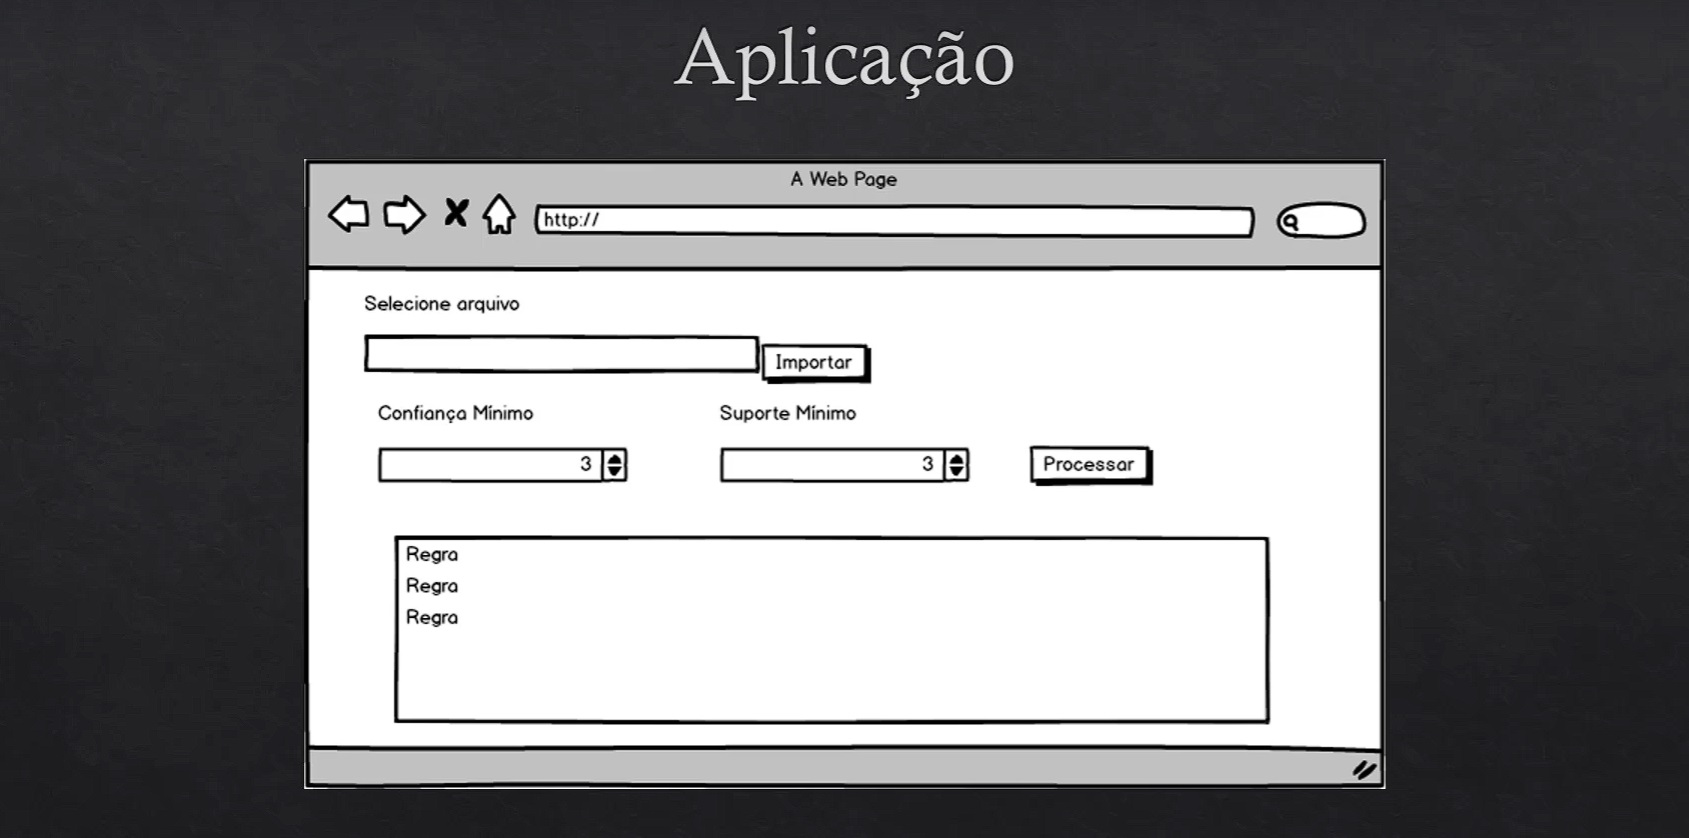 Aplicação
A Web Page
http://
Selecione arquivo
Importar
Confiança Mínimo
Suporte Mínimo
3
3
Processar
Regra
Regra
Regra